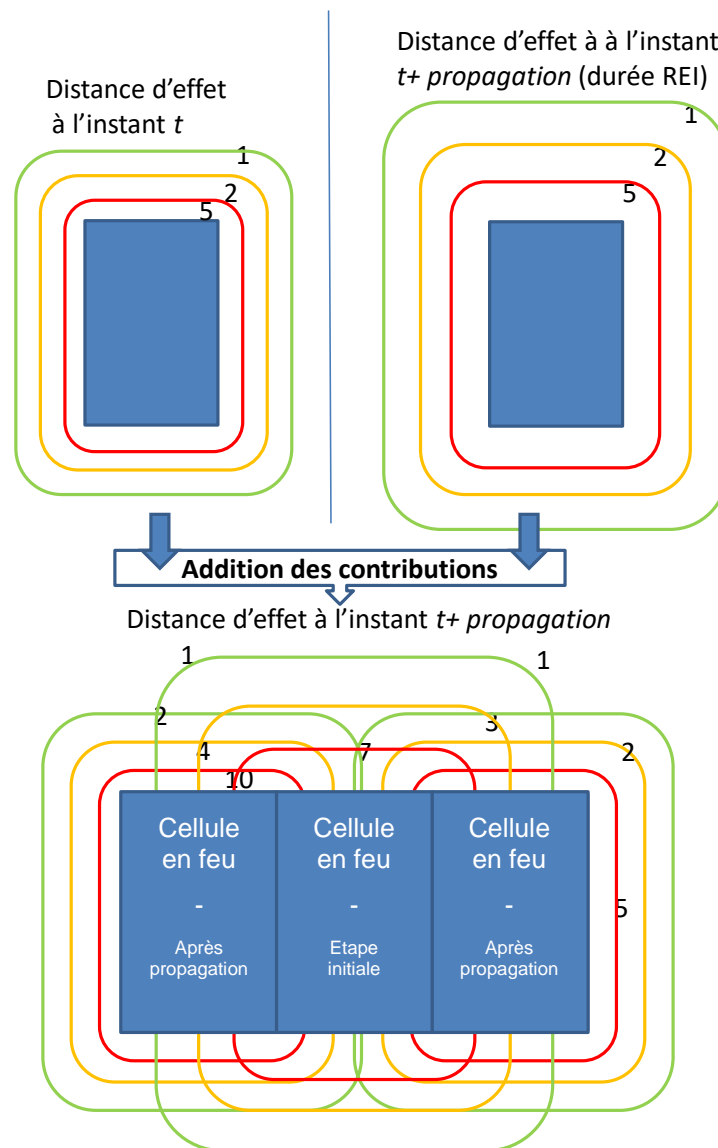 Distance d'effet
à l'instant t
1
2
5
Distance d'effet à à l'instant
t+ propagation (durée REI)
1
2
5
Addition des contributions
Distance d'effet à l'instant t+ propagation
1
1
2
3
4
7
2
10
Cellule
en feu
-
Après
propagation
Cellule
en feu
-
Etape
initiale
Cellule
en feu
-
Après
propagation
5